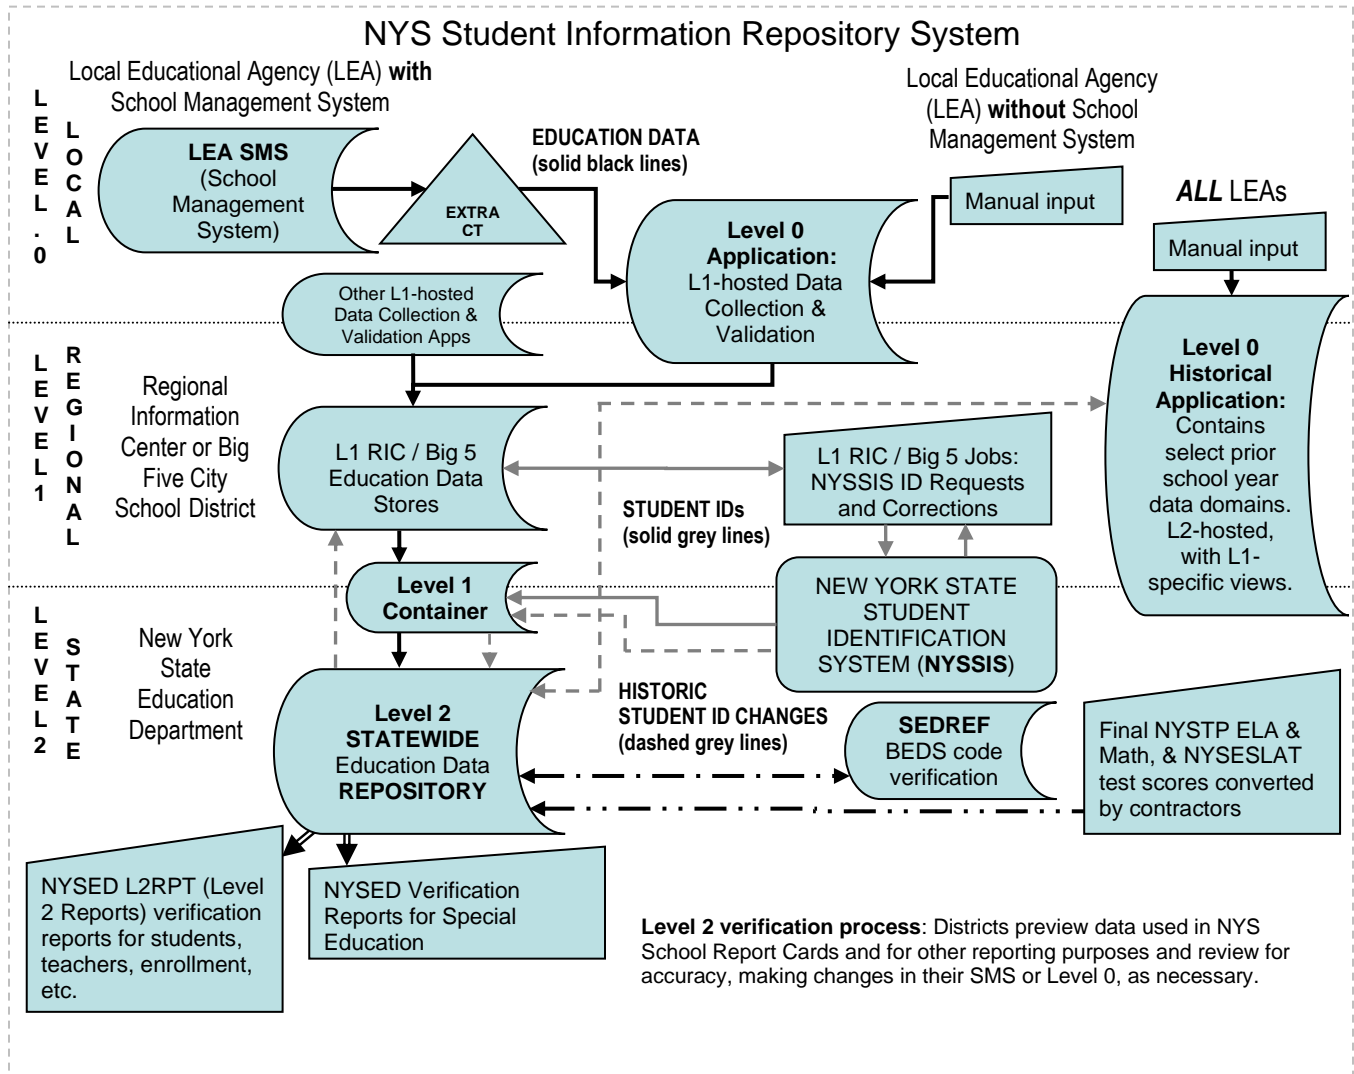 NYS Student Information Repository System
Local Educational Agency (LEA) with
School Management System
Local Educational Agency
(LEA) without School
Management System
LEVEL.0
LOCAL
LEA SMS
(School
Management
System)
EXTRA
CT
EDUCATION DATA
(solid black lines)
Level 0
Application:
L1-hosted Data
Collection &
Validation
Manual input
ALL LEAs
Manual input
Other L1-hosted
Data Collection &
Validation Apps
LEVEL1
REGIONAL
Regional
Information
Center or Big
Five City
School District
L1 RIC / Big 5
Education Data
Stores
STUDENT IDs
(solid grey lines)
L1 RIC / Big 5 Jobs:
NYSSIS ID Requests
and Corrections
Level 0
Historical
Application:
Contains
select prior
school year
data domains.
L2-hosted,
with L1-
specific views.
Level 1
Container
NEW YORK STATE
STUDENT
IDENTIFICATION
SYSTEM (NYSSIS)
LEVEL2
STATE
New York
State
Education
Department
Level 2
STATEWIDE
Education Data
REPOSITORY
HISTORIC
STUDENT ID CHANGES
(dashed grey lines)
SEDREF
BEDS code
verification
Final NYSTP ELA &
Math, & NYSESLAT
test scores converted
by contractors
NYSED L2RPT (Level
2 Reports) verification
reports for students,
teachers, enrollment,
etc.
NYSED Verification
Reports for Special
Education
Level 2 verification process: Districts preview data used in NYS
School Report Cards and for other reporting purposes and review for
accuracy, making changes in their SMS or Level 0, as necessary.